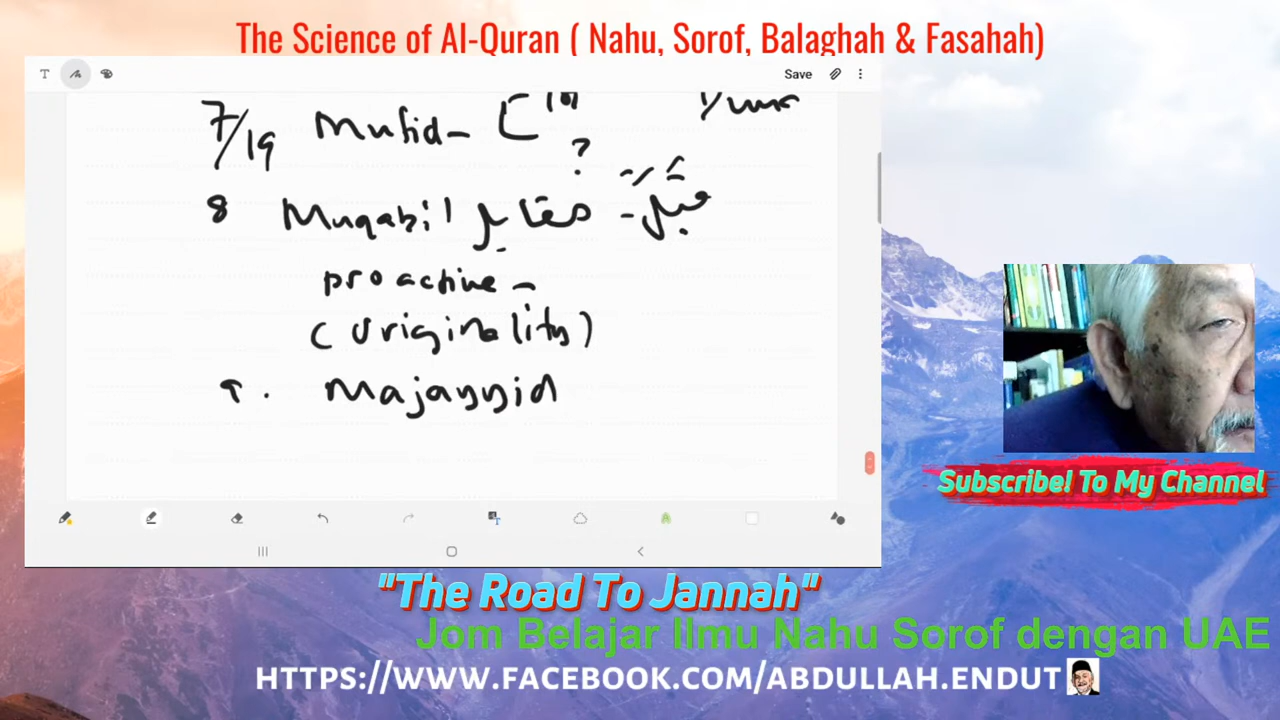 The Science of Al-Quran ( Nahu, Sorof, Balaghah & Fasahah)
T Save
7/19 Mufid-
?
8 Muqabil مقابل - قبل
proactive -
(originality)
9. Majayyid
Subscribe! To My Channel
"The Road To Jannah"
Jom Belajar Ilmu Nahu Sorof dengan UAE
HTTPS://WWW.FACEBOOK.COM/ABDULLAH.ENDUT